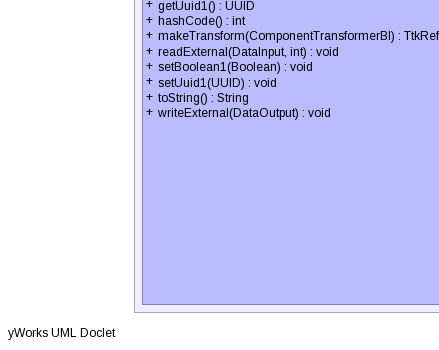 + getUuid1() : UUID
+ hashCode() : int
+ makeTransform(ComponentTransformerBI) : TtkRef
+ readExternal(DataInput, int) : void
+ setBoolean1(Boolean) : void
+ setUuid1(UUID) : void
+ toString() : String
+ writeExternal(DataOutput) : void
yWorks UML Doclet